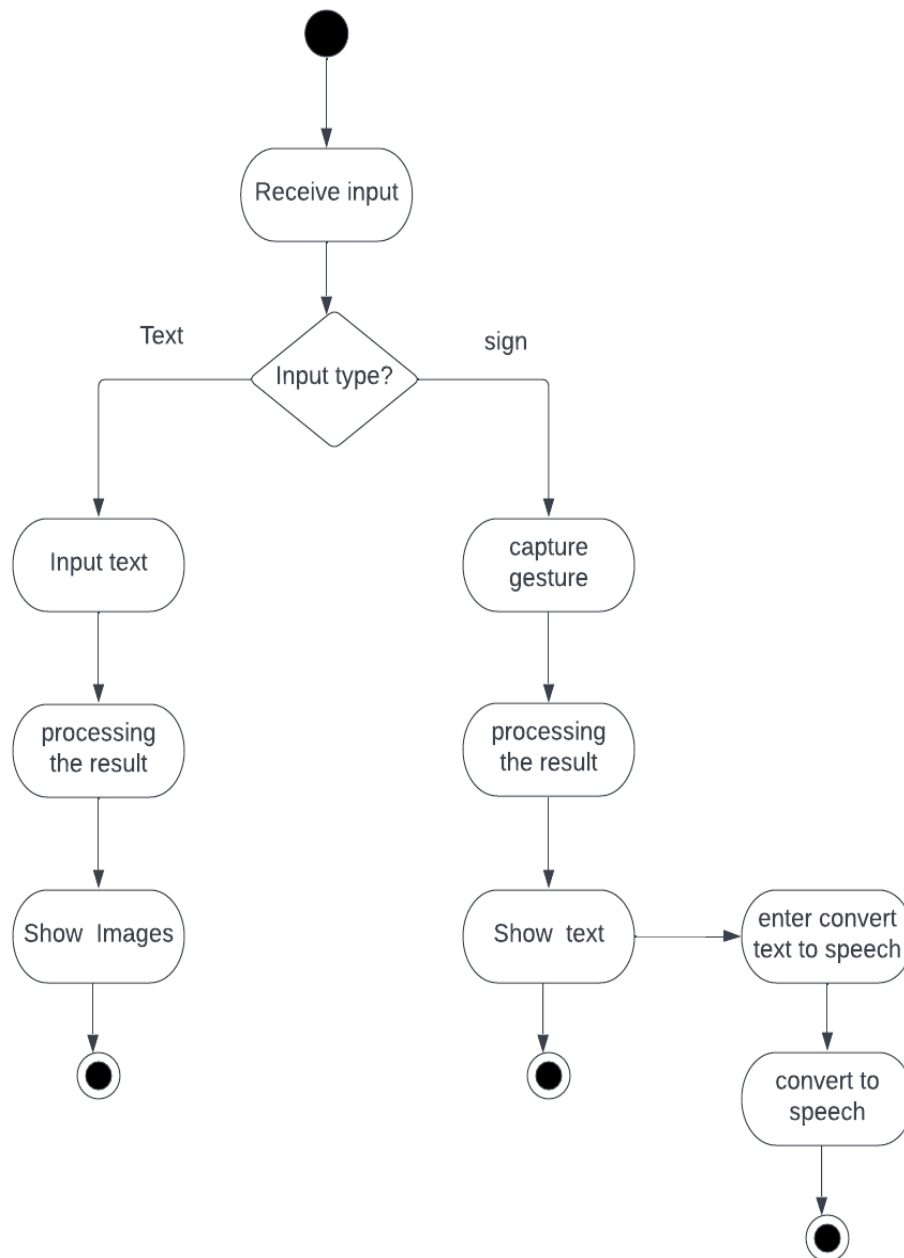 Receive input
Text
sign
Input type?
Input text
capture
gesture
processing
the result
processing
the result
Show Images
Show text
enter convert
text to speech
convert to
speech